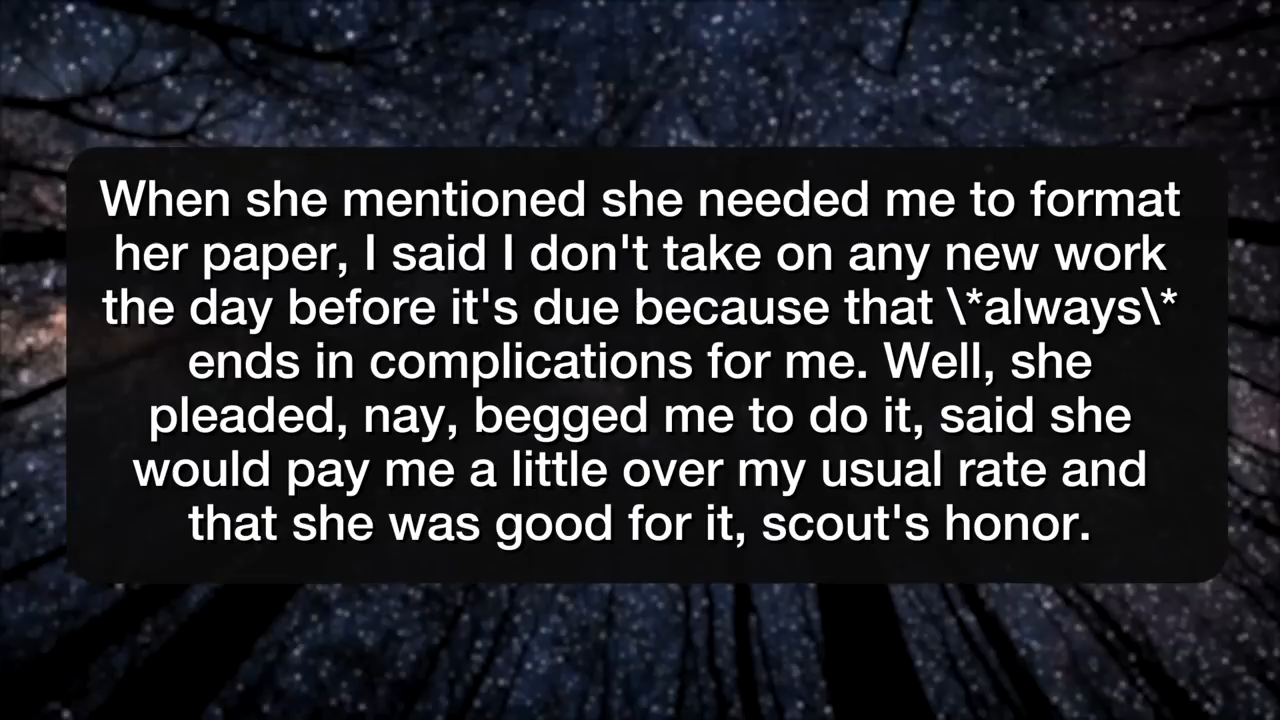 When she mentioned she needed me to format
her paper, I said I don't take on any new work
the day before it's due because that \*always\*
ends in complications for me. Well, she
pleaded, nay, begged me to do it, said she
would pay me a little over my usual rate and
that she was good for it, scout's honor.